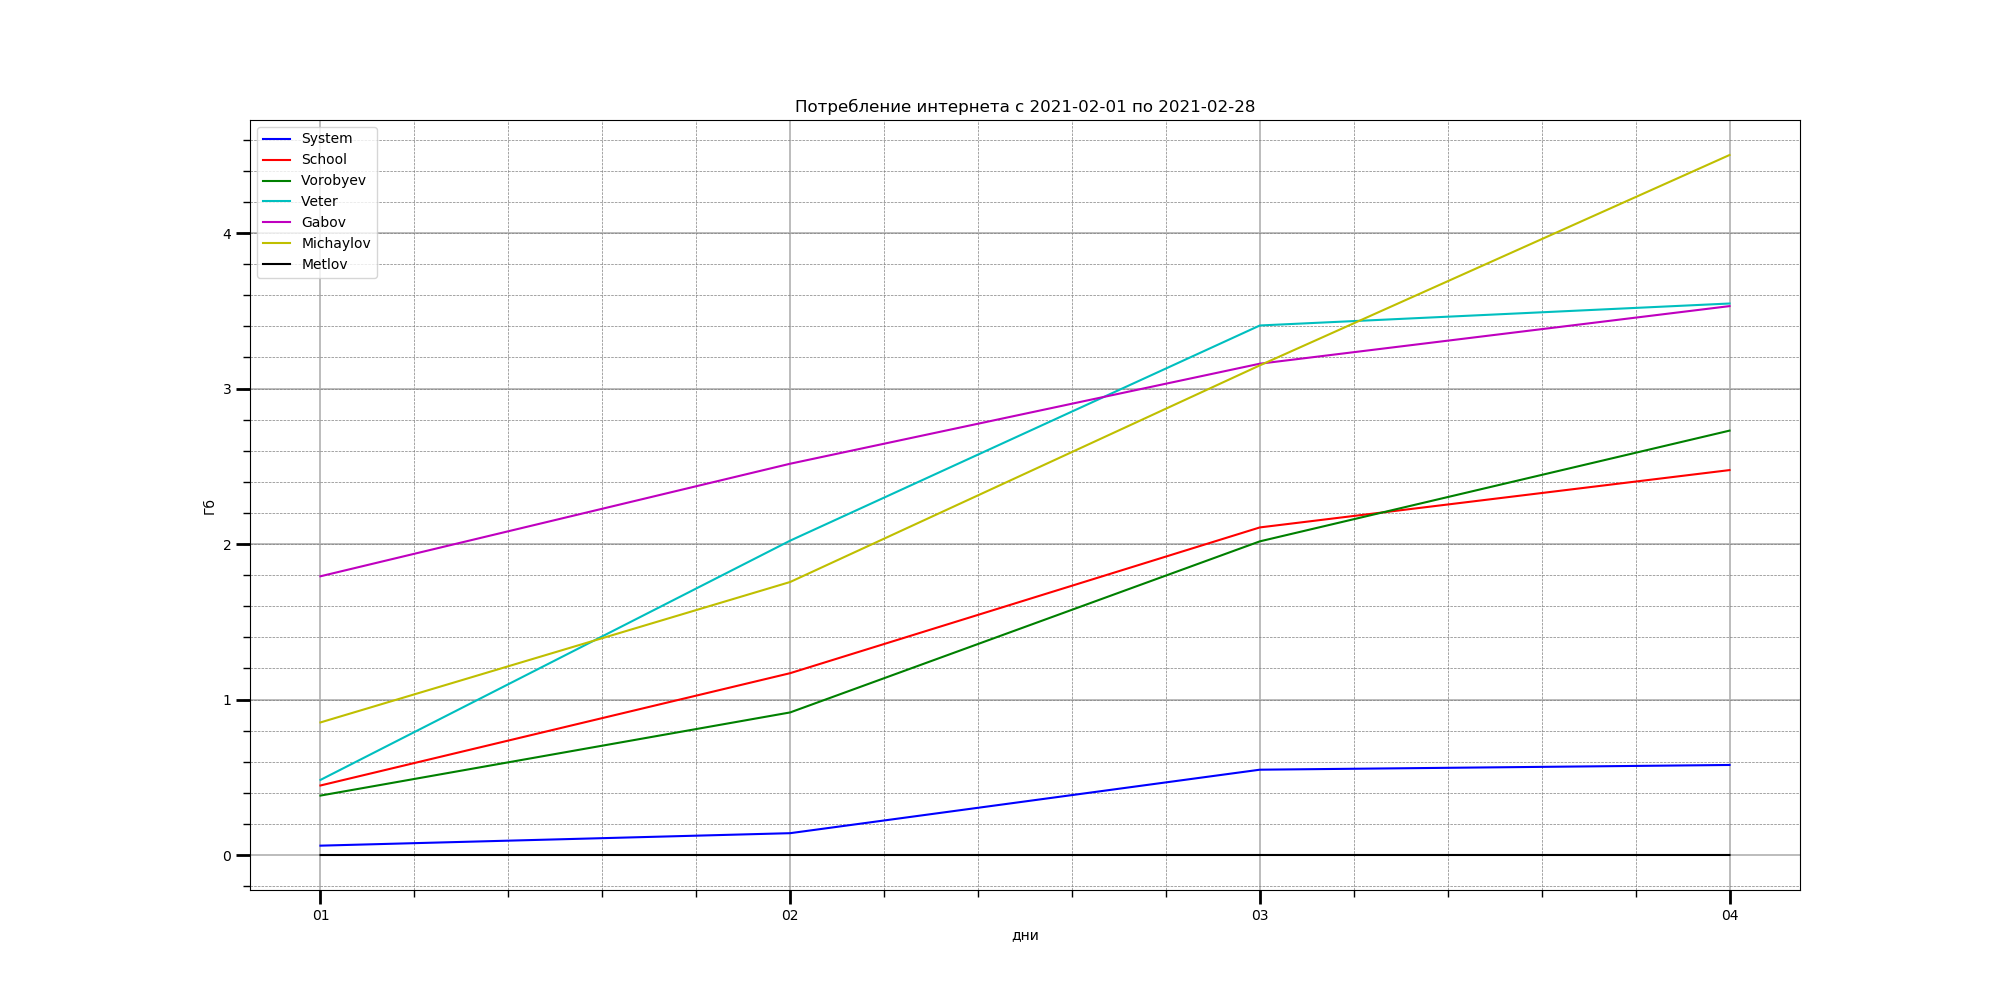 Потребление интернета с 2021-02-01 по 2021-02-28
System
School
Vorobyev
Veter
Gabov
Michaylov
Metlov
4
3
2
1
0
Гб
01 02 03 04
дни